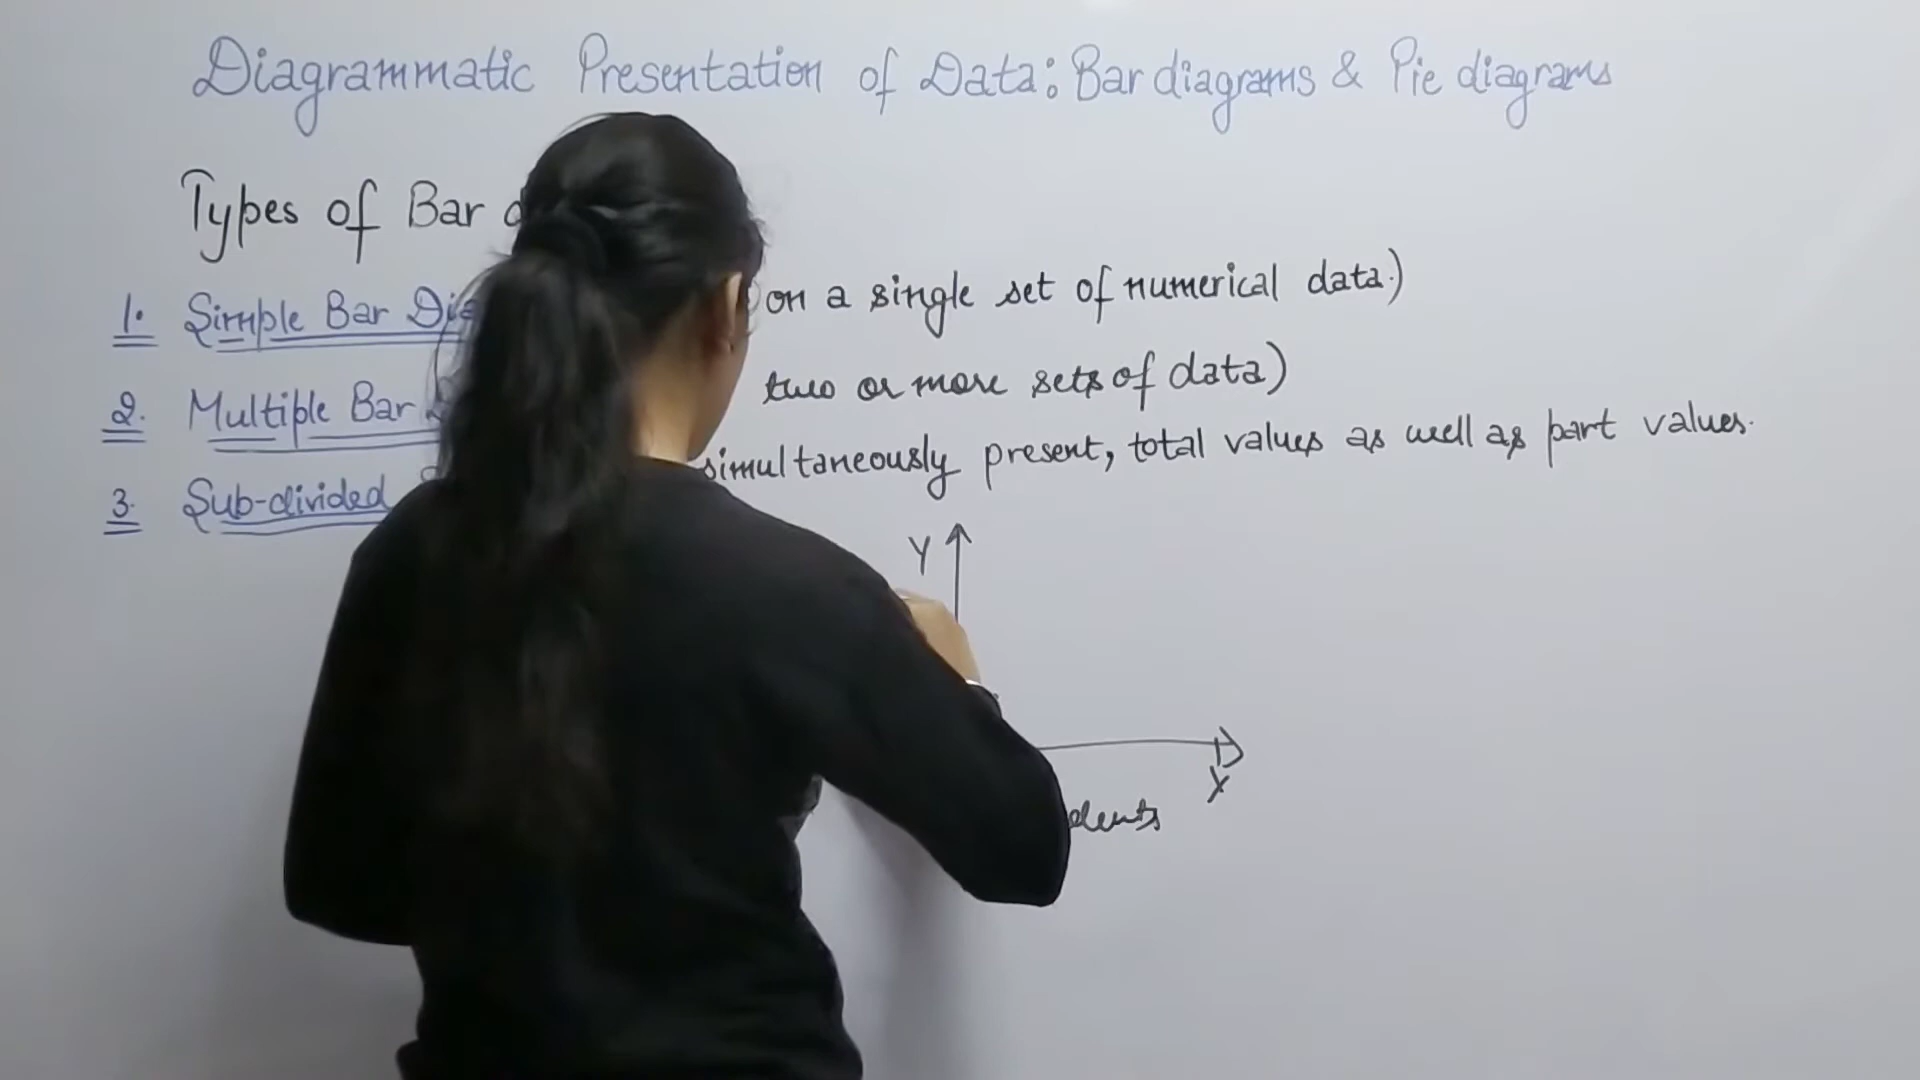 Diagrammatic Presentation of Data: Bar diagrams & Pie diagrams
Types of Bar
1. Simple Bar Dia on a single set of numerical data.)
2. Multiple Bar two or more sets of data)
3. Sub-divided simultaneously present, total values as well as part values.
Y
X
dents